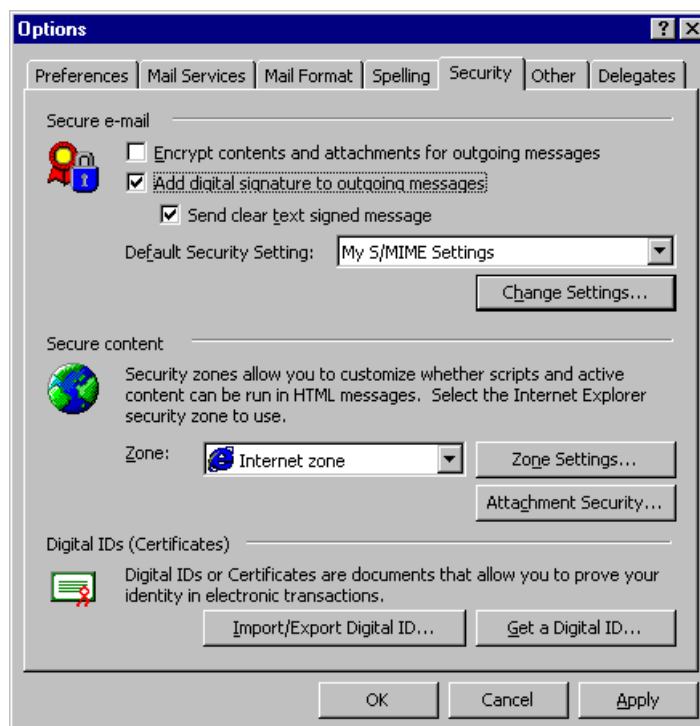 Options
Preferences Mail Services Mail Format Spelling Security Other Delegates
Secure e-mail
Encrypt contents and attachments for outgoing messages
Add digital signature to outgoing messages
Send clear text signed message
Default Security Setting: My S/MIME Settings
Change Settings...
Secure content
Security zones allow you to customize whether scripts and active
content can be run in HTML messages. Select the Internet Explorer
security zone to use.
Zone: Internet zone Zone Settings...
Attachment Security...
Digital IDs (Certificates)
Digital IDs or Certificates are documents that allow you to prove your
identity in electronic transactions.
Import/Export Digital ID... Get a Digital ID...
OK Cancel Apply